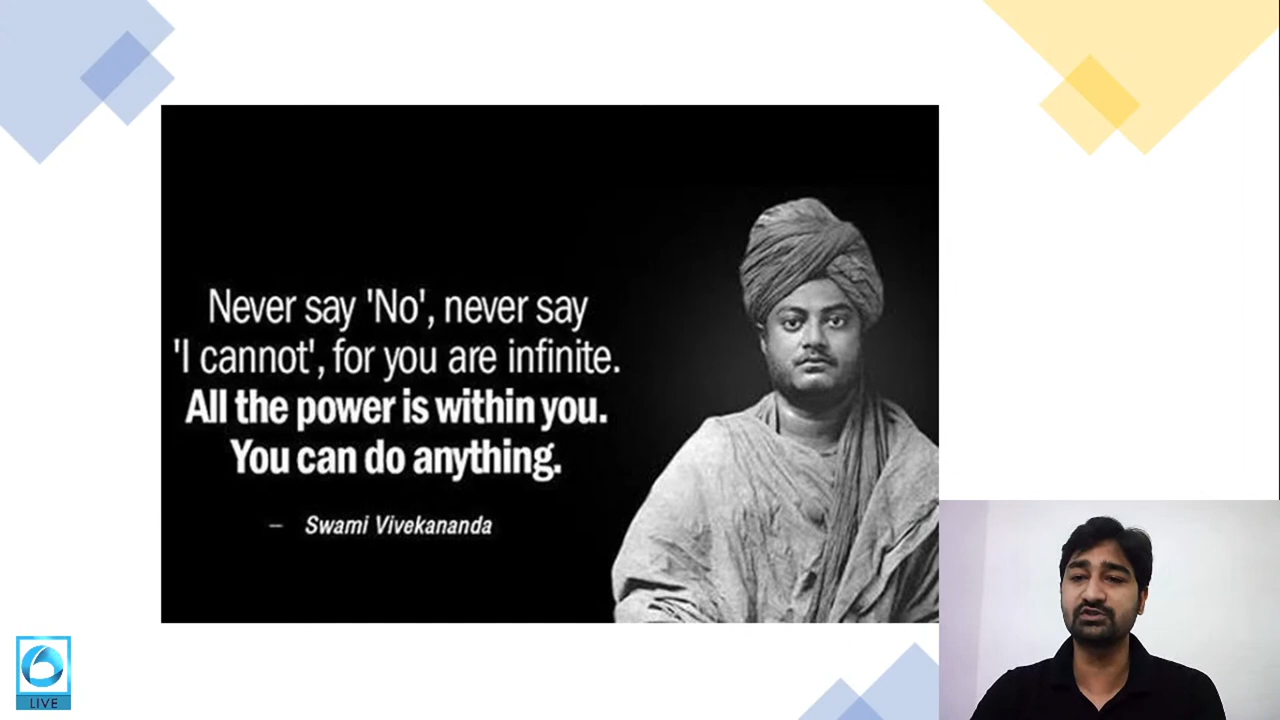 Never say 'No', never say
'I cannot', for you are infinite.
All the power is within you.
You can do anything.
– Swami Vivekananda
LIVE